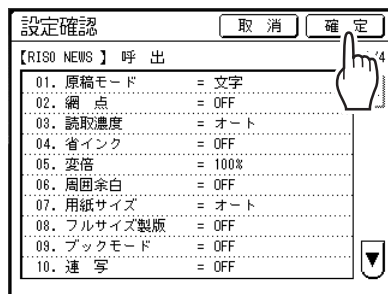 設定確認 取 消 確 定
【RISO NEWS 】 呼 出 /4
01. 原稿モード = 文字
02. 網 点 = OFF
03. 読取濃度 = オート
04. 省インク = OFF
05. 変倍 = 100%
06. 周囲余白 = OFF
07. 用紙サイズ = オート
08. フルサイズ製版 = OFF
09. ブックモード = OFF
10. 連 写 = OFF